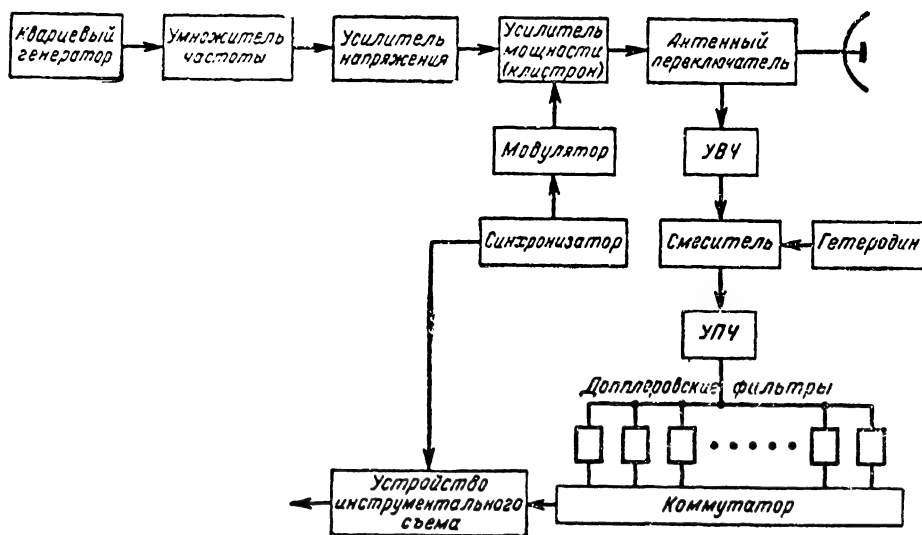 Кварцевый
генератор
Умножитель
частоты
Усилитель
напряжения
Усилитель
мощности
(клистрон)
Антенный
переключатель
Модулятор
УВЧ
Синхронизатор
Смеситель
Гетеродин
УПЧ
Допплеровские фильтры
Устройство
инструментального
съема
Коммутатор